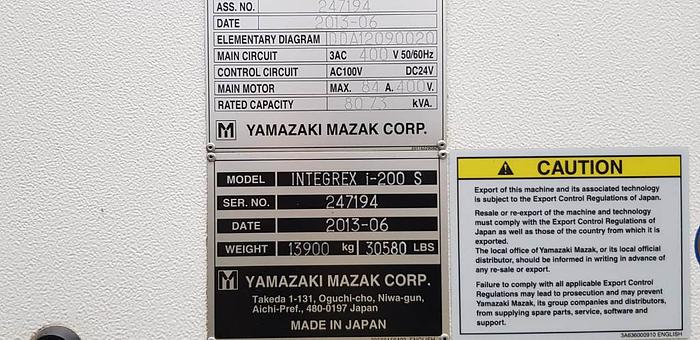 ASS. NO. 247194
DATE 2013-06
ELEMENTARY DIAGRAM DDA12090020
MAIN CIRCUIT 3AC 400 V 50/60Hz
CONTROL CIRCUIT AC100V DC24V
MAIN MOTOR MAX. 84 A. 400 V.
RATED CAPACITY 80.73 kVA.
M YAMAZAKI MAZAK CORP.
MODEL INTEGREX i-200 S
SER. NO. 247194
DATE 2013-06
WEIGHT 13900 kg 30580 LBS
M YAMAZAKI MAZAK CORP.
Takeda 1-131, Oguchi-cho, Niwa-gun,
Aichi-Pref., 480-0197 Japan
MADE IN JAPAN
CAUTION
Export of this machine and its associated technology
is subject to the Export Control Regulations of Japan.
Resale or re-export of the machine and technology
must comply with the Export Control Regulations of
Japan as well as those of the country from which it is
exported.
The local office of Yamazaki Mazak, or its local official
distributor, should be informed in writing in advance of
any re-sale or export.
Failure to comply with all applicable Export Control
Regulations may lead to prosecution and may prevent
Yamazaki Mazak, its group companies and distributors,
from supplying spare parts, service, software and
support.
3A636000910 ENGLISH